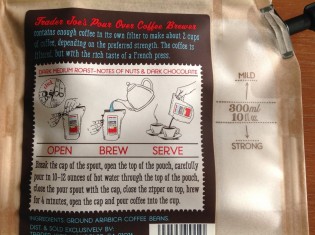 Trader Joe's Pour Over Coffee Brewer
contains enough coffee in its own filter to make about 2 cups
of coffee, depending on the preferred strength. The coffee is
filtered, but with the rich taste of a French press.
DARK MEDIUM ROAST-NOTES OF NUTS & DARK CHOCOLATE
OPEN BREW SERVE
Break the cap of the spout, open the top of the pouch, carefully
pour in 10-12 ounces of hot water through the top of the pouch,
close the pour spout with the cap, close the zipper on top, brew
for 4 minutes, open the cap and pour coffee into the cup.
INGREDIENTS: GROUND ARABICA COFFEE BEANS.
DIST & SOLD EXCLUSIVELY BY:
MILD
300ml
10 fl oz
STRONG